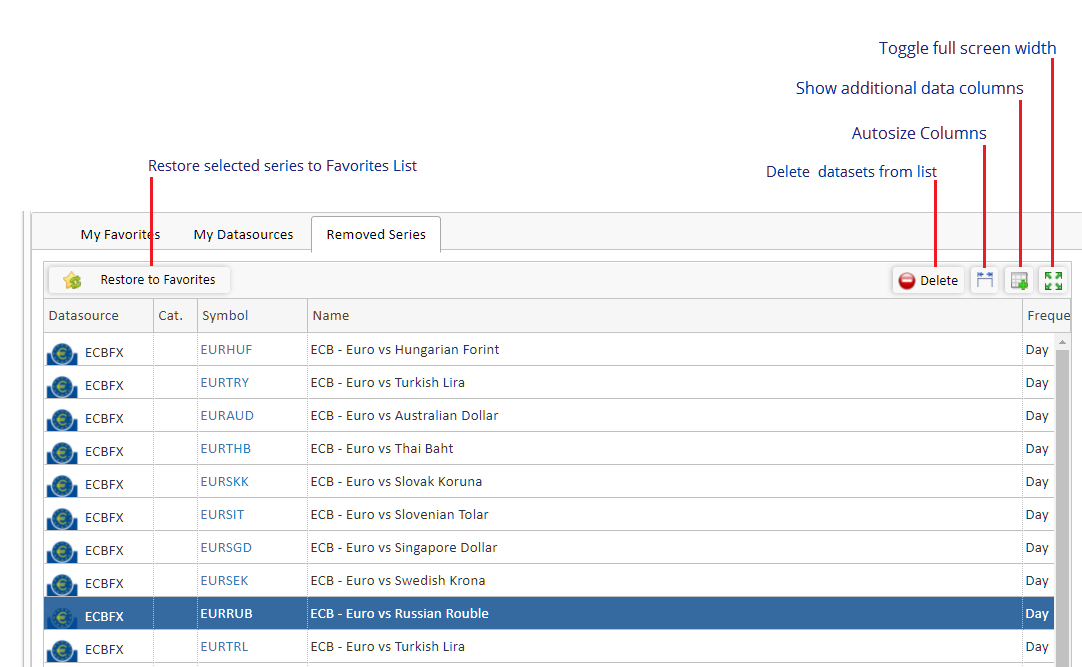 Toggle full screen width
Show additional data columns
Autosize Columns
Restore selected series to Favorites List
Delete datasets from list
My Favorites My Datasources Removed Series
Restore to Favorites Delete
Datasource Cat. Symbol Name Freque
ECBFX EURHUF ECB - Euro vs Hungarian Forint Day
ECBFX EURTRY ECB - Euro vs Turkish Lira Day
ECBFX EURAUD ECB - Euro vs Australian Dollar Day
ECBFX EURTHB ECB - Euro vs Thai Baht Day
ECBFX EURSKK ECB - Euro vs Slovak Koruna Day
ECBFX EURSIT ECB - Euro vs Slovenian Tolar Day
ECBFX EURSGD ECB - Euro vs Singapore Dollar Day
ECBFX EURSEK ECB - Euro vs Swedish Krona Day
ECBFX EURRUB ECB - Euro vs Russian Rouble Day
ECBFX EURTRL ECB - Euro vs Turkish Lira Day